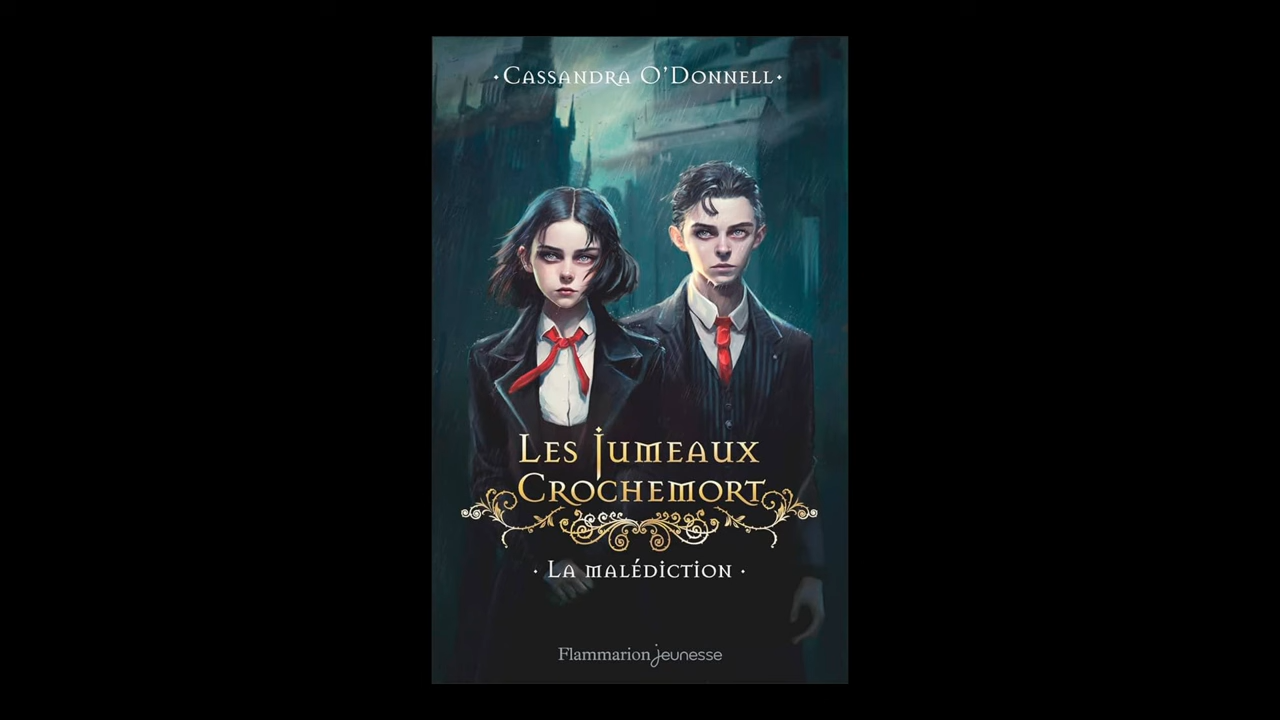 ·Cassandra O'Donnell·
Les Jumeaux
Crochemort
· La malédiction ·
Flammarion jeunesse